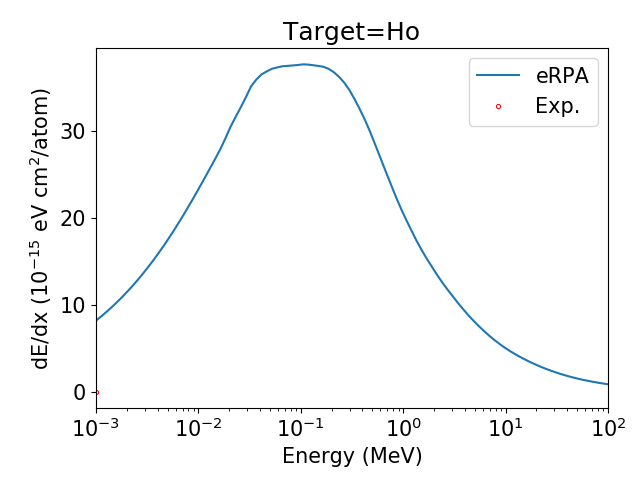 Target=Ho
eRPA
Exp.
dE/dx (10⁻¹⁵ eV cm²/atom)
30
20
10
0
10⁻³ 10⁻² 10⁻¹ 10⁰ 10¹ 10²
Energy (MeV)